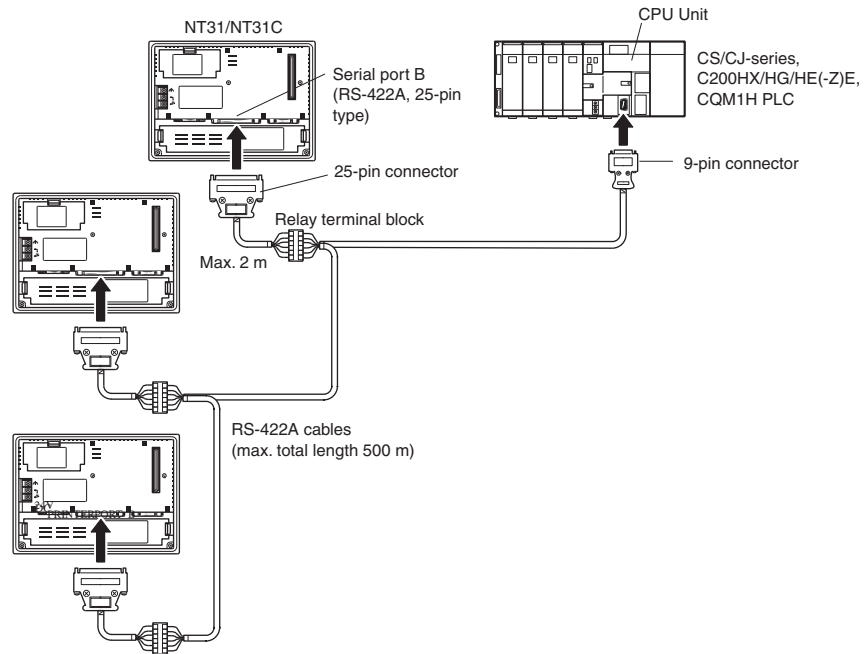 CPU Unit
NT31/NT31C
CS/CJ-series,
C200HX/HG/HE(-Z)E,
CQM1H PLC
Serial port B
(RS-422A, 25-pin
type)
9-pin connector
25-pin connector
Relay terminal block
Max. 2 m
RS-422A cables
(max. total length 500 m)